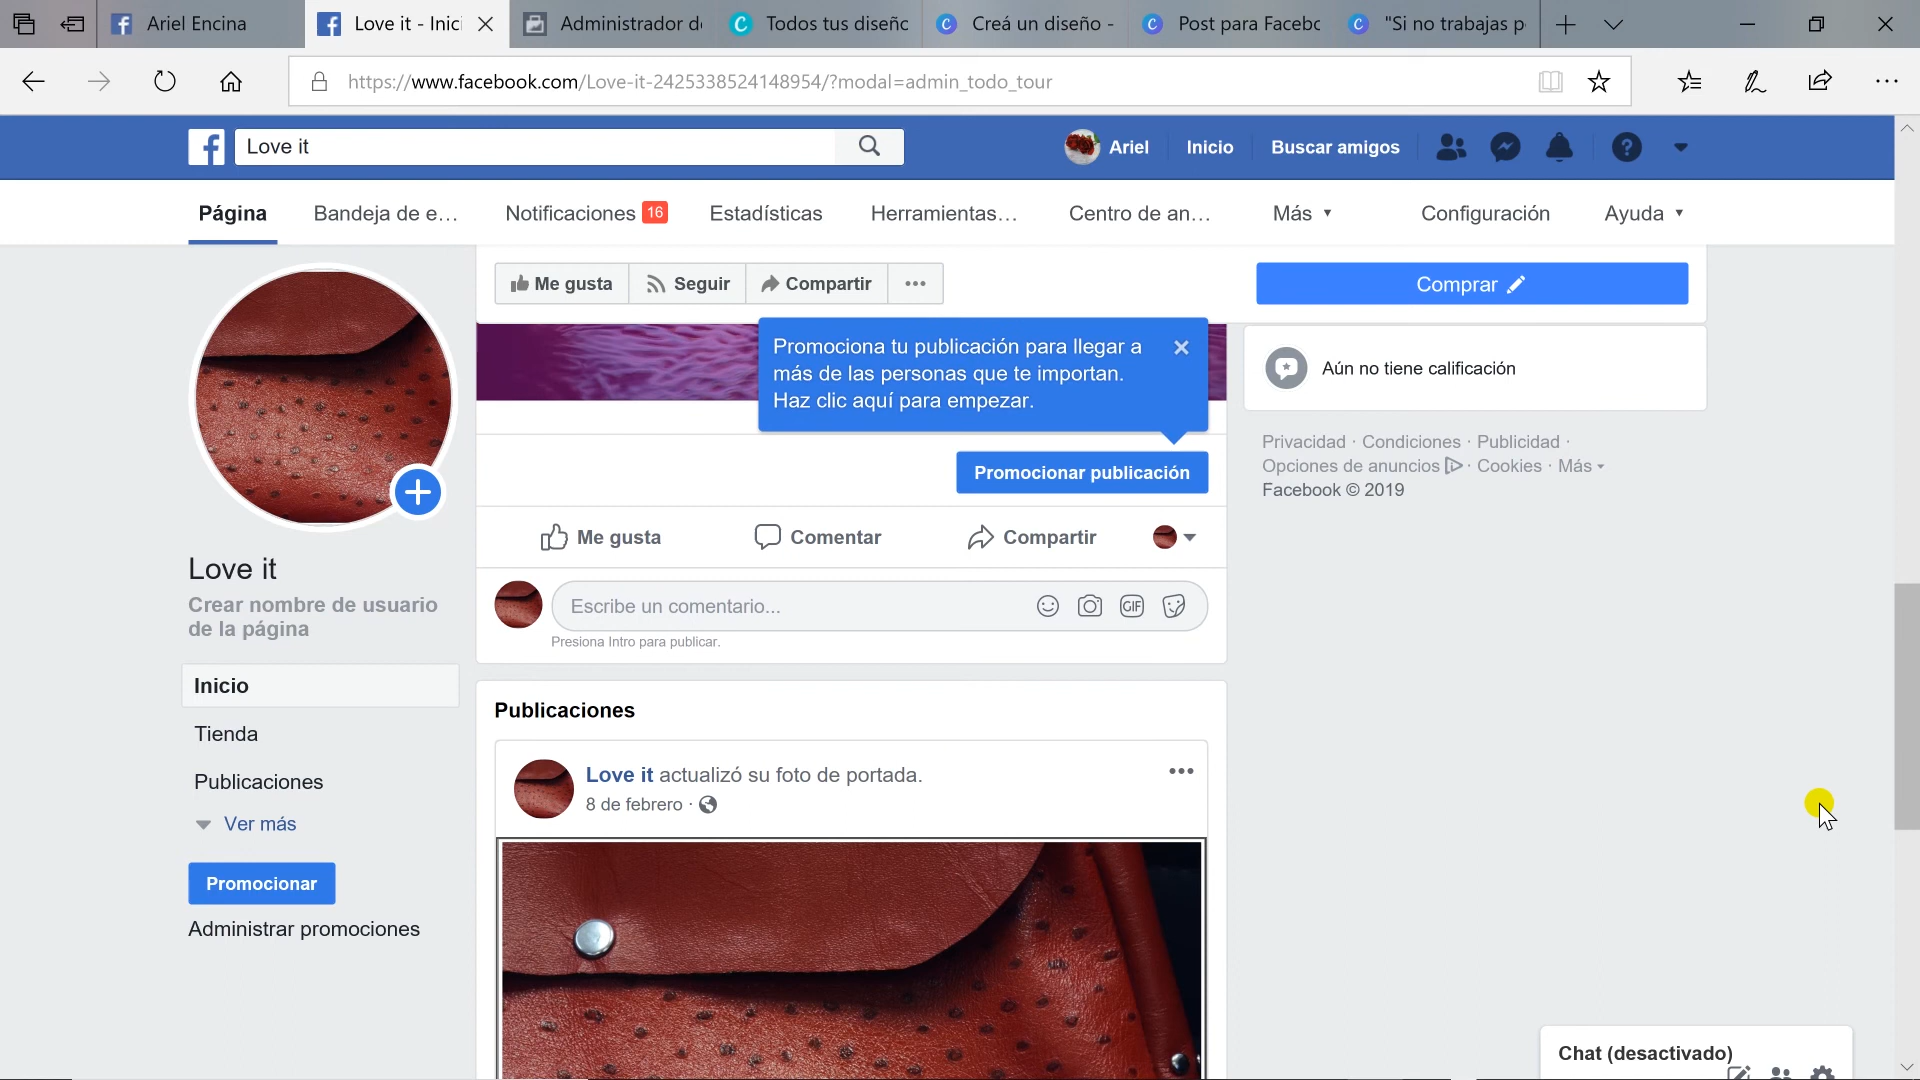 Ariel Encina
Love it - Inic
Administrador de
Todos tus diseño
Creá un diseño -
Post para Facebo
"Si no trabajas p
https://www.facebook.com/Love-it-2425338524148954/?modal=admin_todo_tour
Love it
Ariel
Inicio
Buscar amigos
Página
Bandeja de e...
Notificaciones 16
Estadísticas
Herramientas...
Centro de an...
Más
Configuración
Ayuda
Me gusta
Seguir
Compartir
Comprar
Promociona tu publicación para llegar a
más de las personas que te importan.
Haz clic aquí para empezar.
Aún no tiene calificación
Privacidad · Condiciones · Publicidad ·
Opciones de anuncios · Cookies · Más
Facebook © 2019
Promocionar publicación
Me gusta
Comentar
Compartir
Escribe un comentario...
GIF
Presiona Intro para publicar.
Love it
Crear nombre de usuario
de la página
Inicio
Tienda
Publicaciones
Ver más
Promocionar
Administrar promociones
Publicaciones
Love it actualizó su foto de portada.
8 de febrero ·
Chat (desactivado)